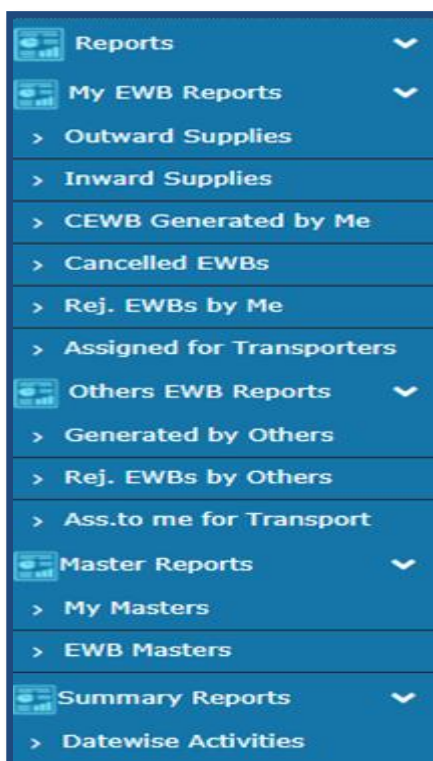 Reports
My EWB Reports
> Outward Supplies
> Inward Supplies
> CEWB Generated by Me
> Cancelled EWBs
> Rej. EWBs by Me
> Assigned for Transporters
Others EWB Reports
> Generated by Others
> Rej. EWBs by Others
> Ass.to me for Transport
Master Reports
> My Masters
> EWB Masters
Summary Reports
> Datewise Activities